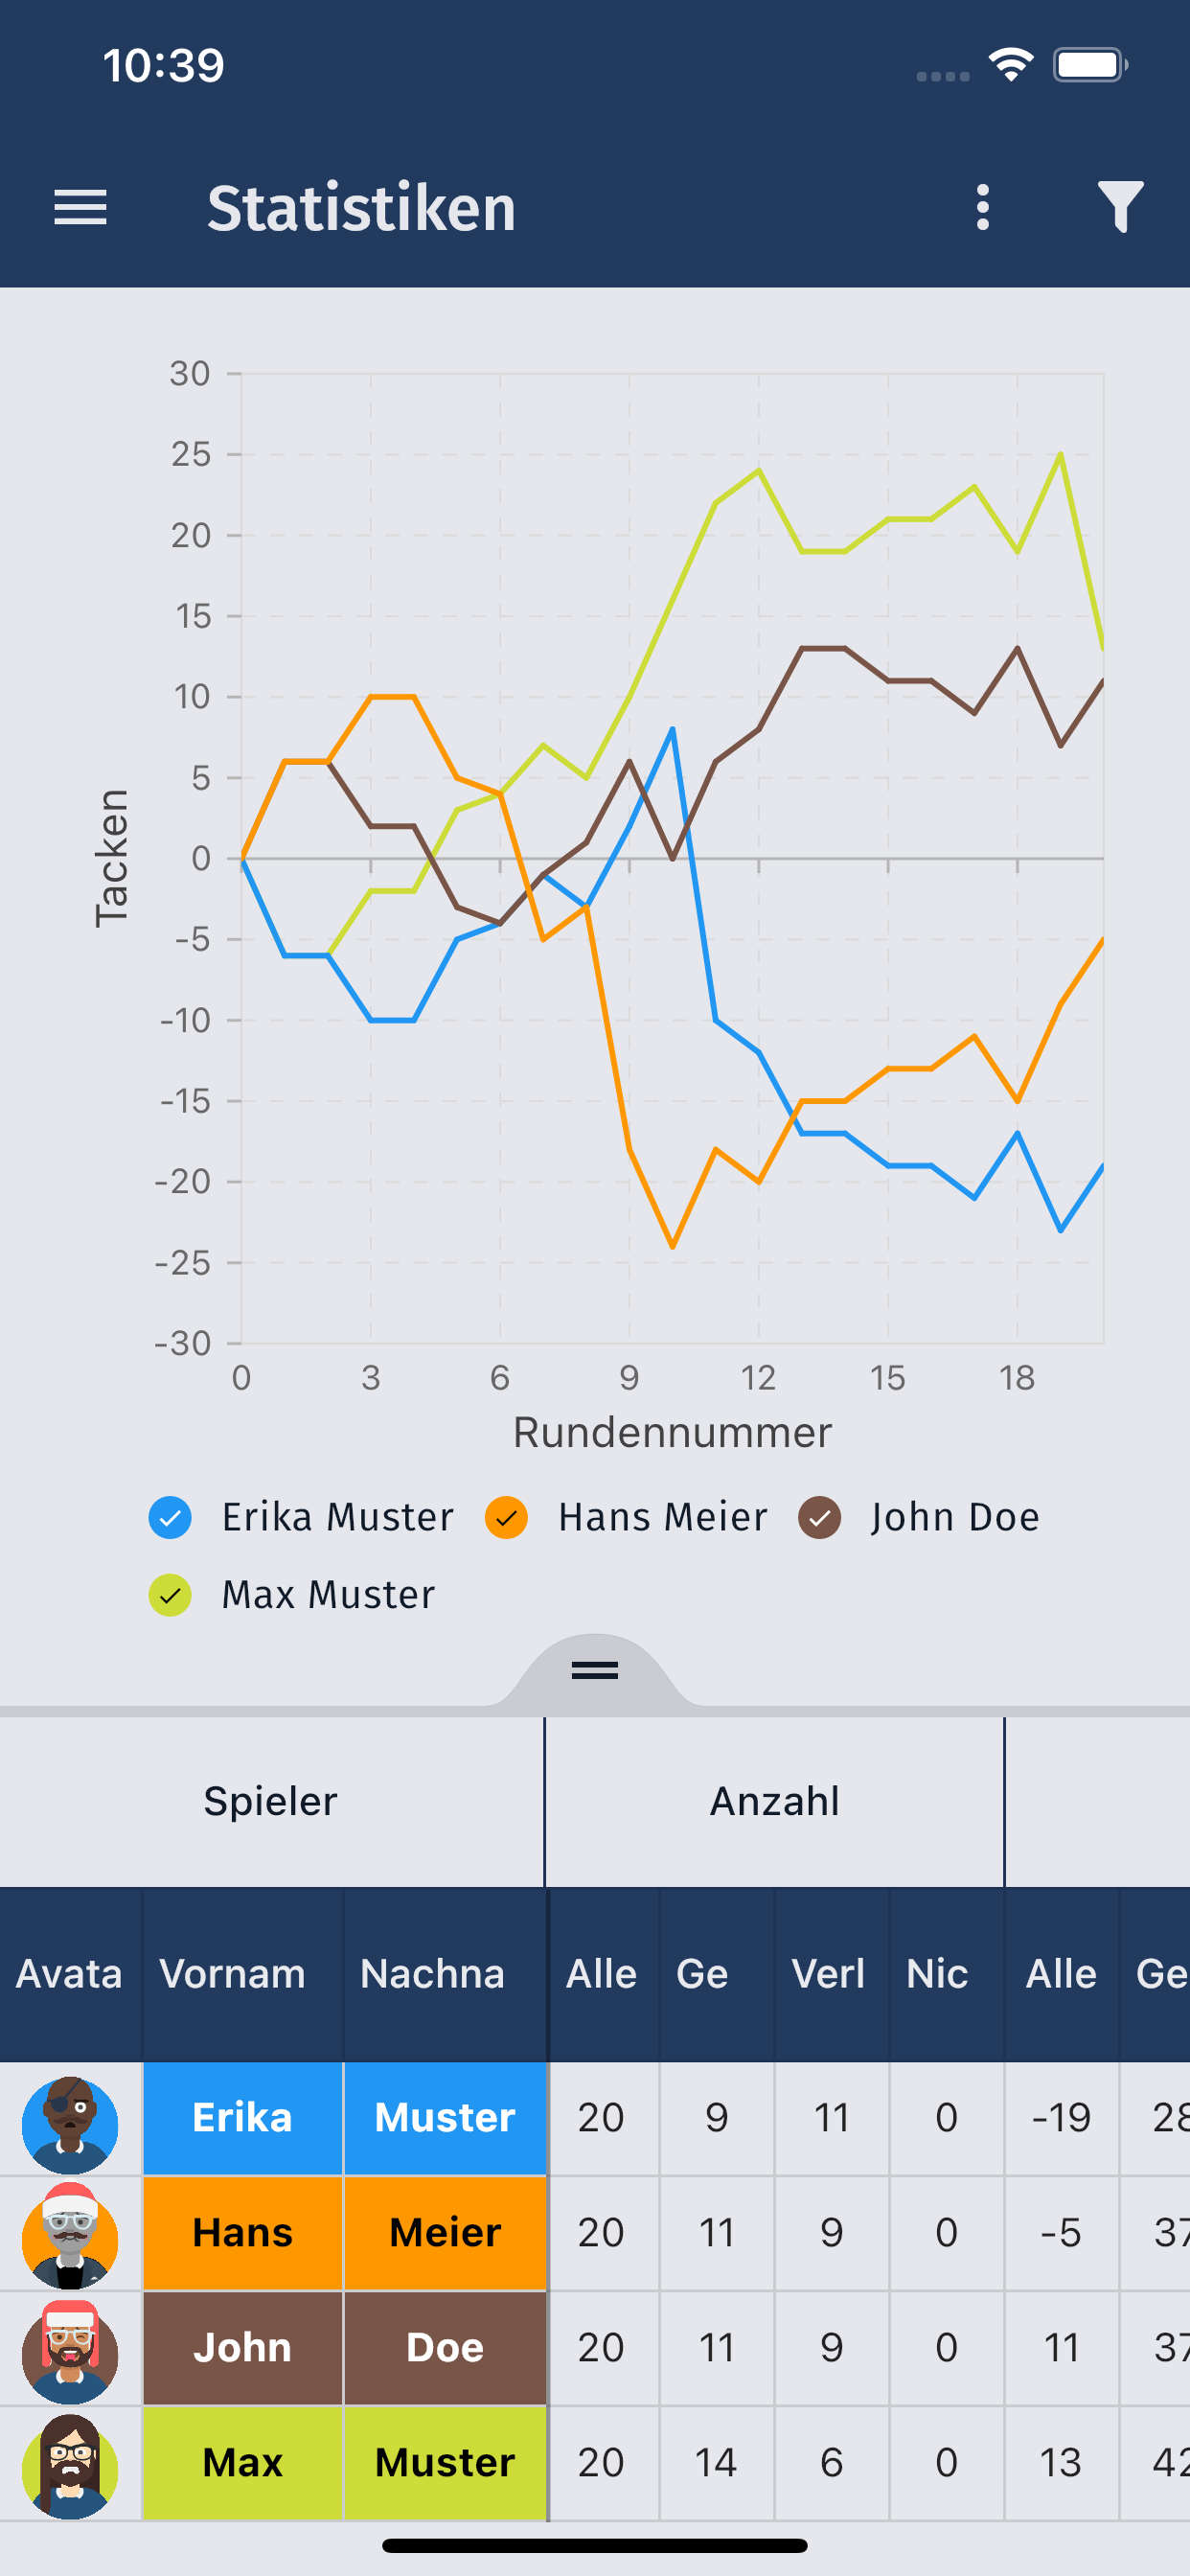 10:39
Statistiken
30
25
20
15
10
5
0
-5
-10
-15
-20
-25
-30
0 3 6 9 12 15 18
Tacken
Rundennummer
Erika Muster Hans Meier John Doe
Max Muster
Spieler Anzahl
Avata Vornam Nachna Alle Ge Verl Nic Alle Ge
Erika Muster 20 9 11 0 -19 28
Hans Meier 20 11 9 0 -5 37
John Doe 20 11 9 0 11 37
Max Muster 20 14 6 0 13 42